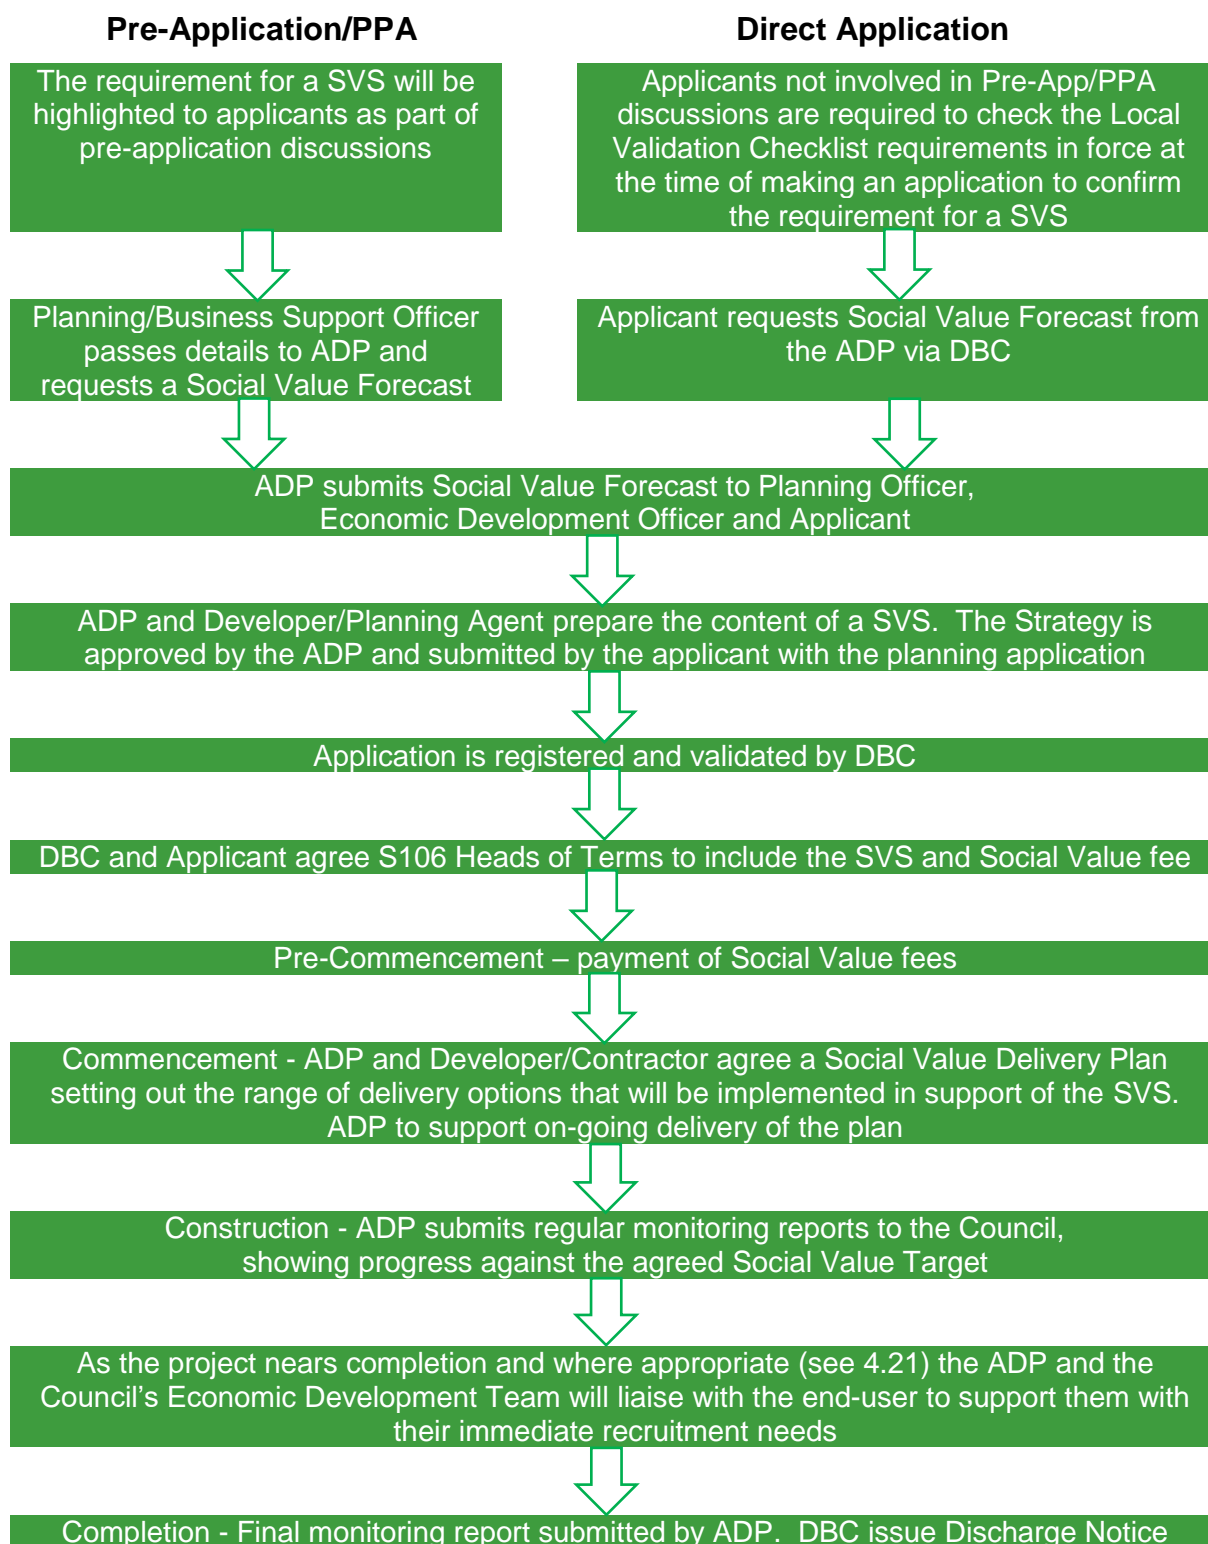 Pre-Application/PPA
Direct Application
The requirement for a SVS will be
highlighted to applicants as part of
pre-application discussions
Applicants not involved in Pre-App/PPA
discussions are required to check the Local
Validation Checklist requirements in force at
the time of making an application to confirm
the requirement for a SVS
Planning/Business Support Officer
passes details to ADP and
requests a Social Value Forecast
Applicant requests Social Value Forecast from
the ADP via DBC
ADP submits Social Value Forecast to Planning Officer,
Economic Development Officer and Applicant
ADP and Developer/Planning Agent prepare the content of a SVS.  The Strategy is
approved by the ADP and submitted by the applicant with the planning application
Application is registered and validated by DBC
DBC and Applicant agree S106 Heads of Terms to include the SVS and Social Value fee
Pre-Commencement – payment of Social Value fees
Commencement - ADP and Developer/Contractor agree a Social Value Delivery Plan
setting out the range of delivery options that will be implemented in support of the SVS.
ADP to support on-going delivery of the plan
Construction - ADP submits regular monitoring reports to the Council,
showing progress against the agreed Social Value Target
As the project nears completion and where appropriate (see 4.21) the ADP and the
Council’s Economic Development Team will liaise with the end-user to support them with
their immediate recruitment needs
Completion - Final monitoring report submitted by ADP.  DBC issue Discharge Notice